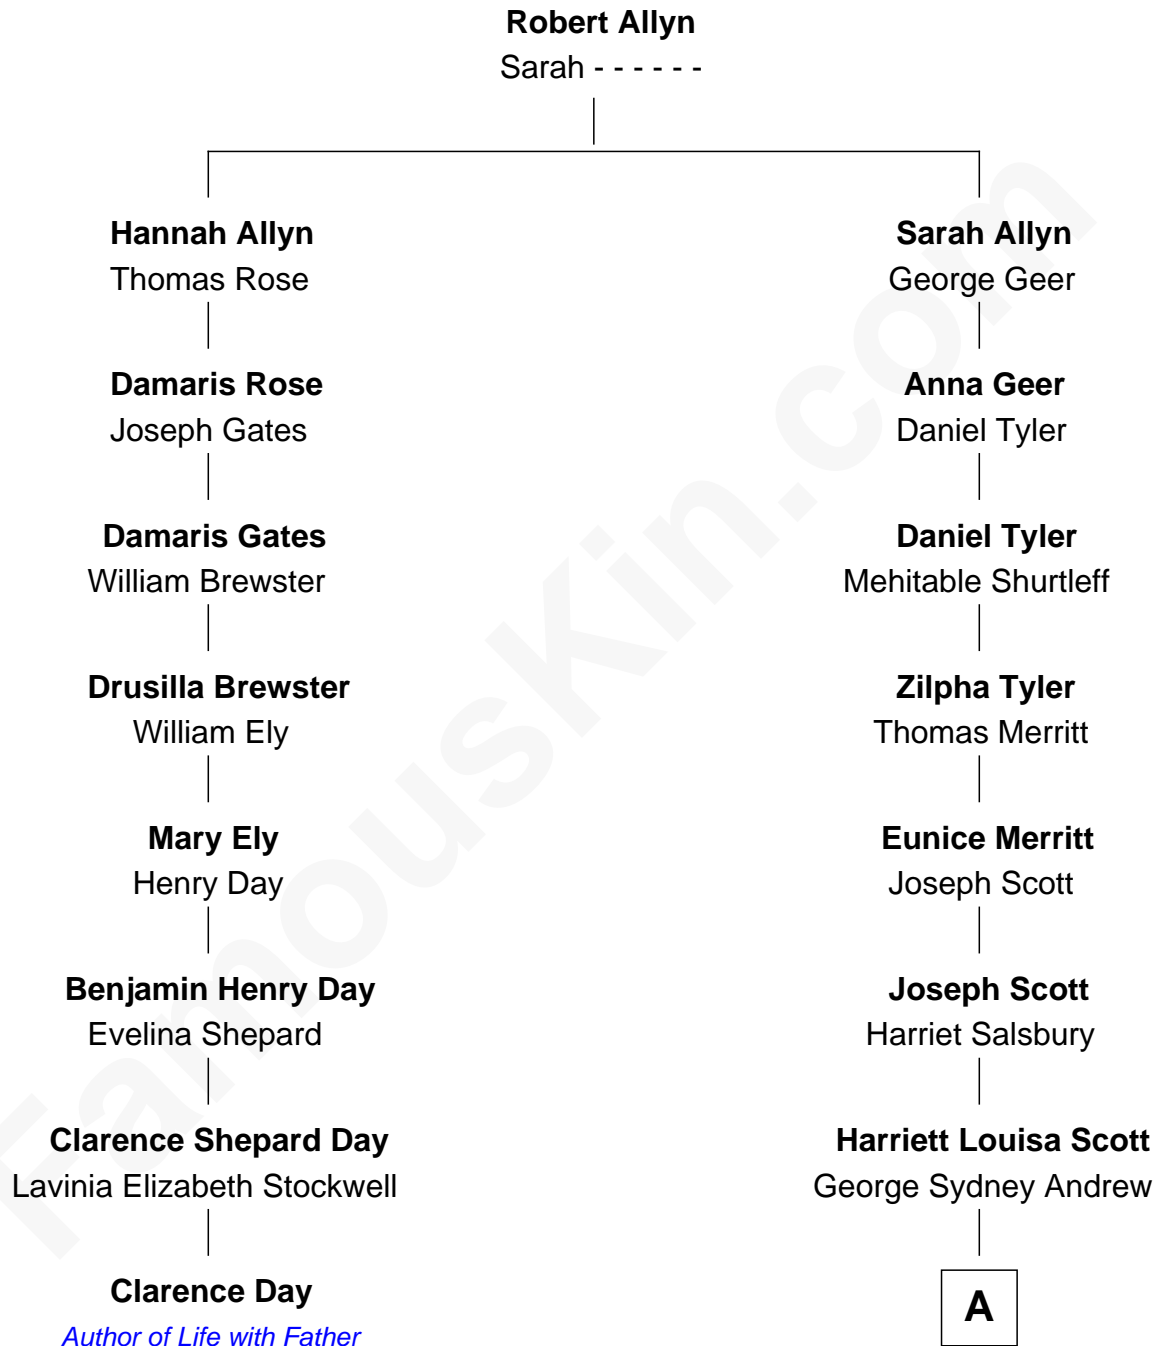 Robert Allyn
Sarah - - - - - -
Hannah Allyn
Thomas Rose
Sarah Allyn
George Geer
Damaris Rose
Joseph Gates
Anna Geer
Daniel Tyler
Damaris Gates
William Brewster
Daniel Tyler
Mehitable Shurtleff
Drusilla Brewster
William Ely
Zilpha Tyler
Thomas Merritt
Mary Ely
Henry Day
Eunice Merritt
Joseph Scott
Benjamin Henry Day
Evelina Shepard
Joseph Scott
Harriet Salsbury
Clarence Shepard Day
Lavinia Elizabeth Stockwell
Harriett Louisa Scott
George Sydney Andrew
Clarence Day
Author of Life with Father
A
FamousKin.com